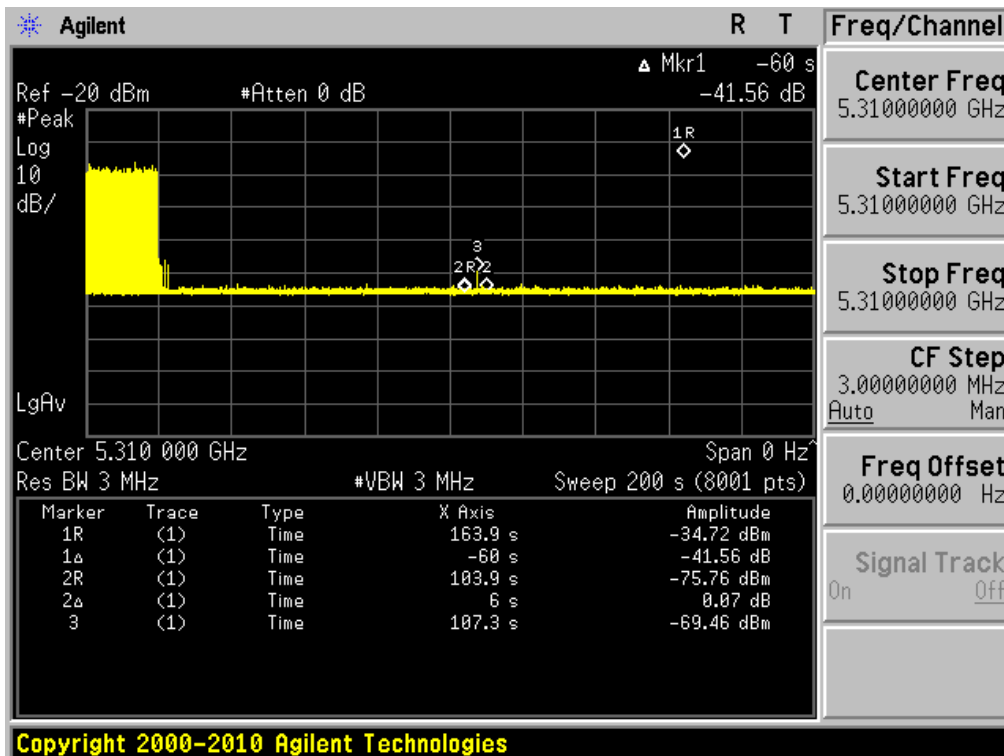 Agilent R T
Δ Mkr1 -60 s
Ref -20 dBm #Atten 0 dB -41.56 dB
#Peak
Log
10
dB/
1R
◇
3
2R 2
LgAv
Center 5.310 000 GHz Span 0 Hz^
Res BW 3 MHz #VBW 3 MHz Sweep 200 s (8001 pts)
Marker Trace Type X Axis Amplitude
1R (1) Time 163.9 s -34.72 dBm
1Δ (1) Time -60 s -41.56 dB
2R (1) Time 103.9 s -75.76 dBm
2Δ (1) Time 6 s 0.07 dB
3 (1) Time 107.3 s -69.46 dBm
Freq/Channel
Center Freq
5.31000000 GHz
Start Freq
5.31000000 GHz
Stop Freq
5.31000000 GHz
CF Step
3.00000000 MHz
Auto Man
Freq Offset
0.00000000 Hz
Signal Track
On Off
Copyright 2000-2010 Agilent Technologies